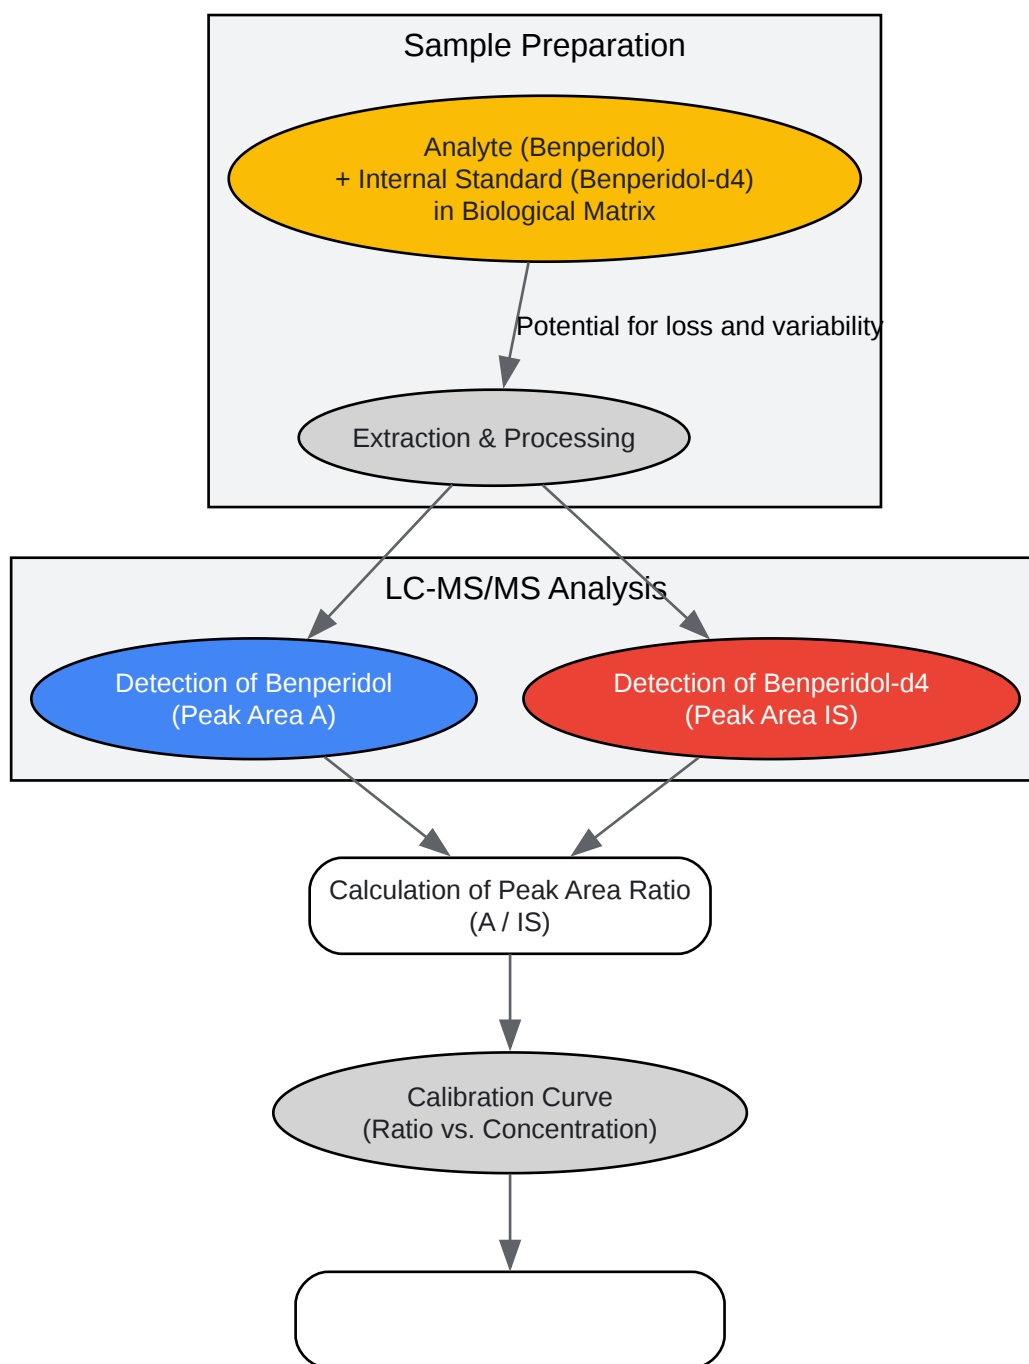 Sample Preparation
Analyte (Benperidol)
+ Internal Standard (Benperidol-d4)
in Biological Matrix
Potential for loss and variability
Extraction & Processing
LC-MS/MS Analysis
Detection of Benperidol
(Peak Area A)
Detection of Benperidol-d4
(Peak Area IS)
Calculation of Peak Area Ratio
(A / IS)
Calibration Curve
(Ratio vs. Concentration)